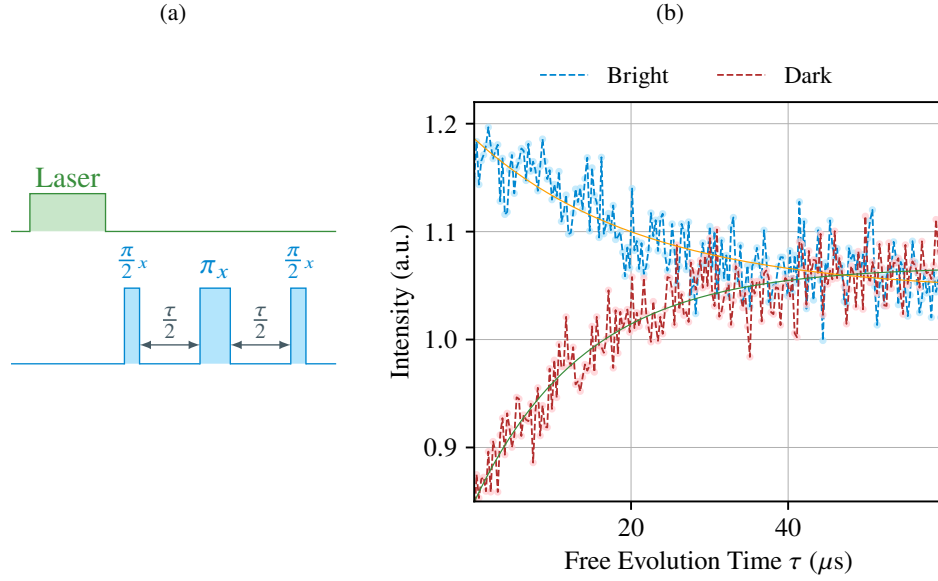 (a)
Laser
π/2 x
π x
π/2 x
τ/2
τ/2
(b)
Bright
Dark
Intensity (a.u.)
1.2
1.1
1.0
0.9
20
40
Free Evolution Time τ (μs)